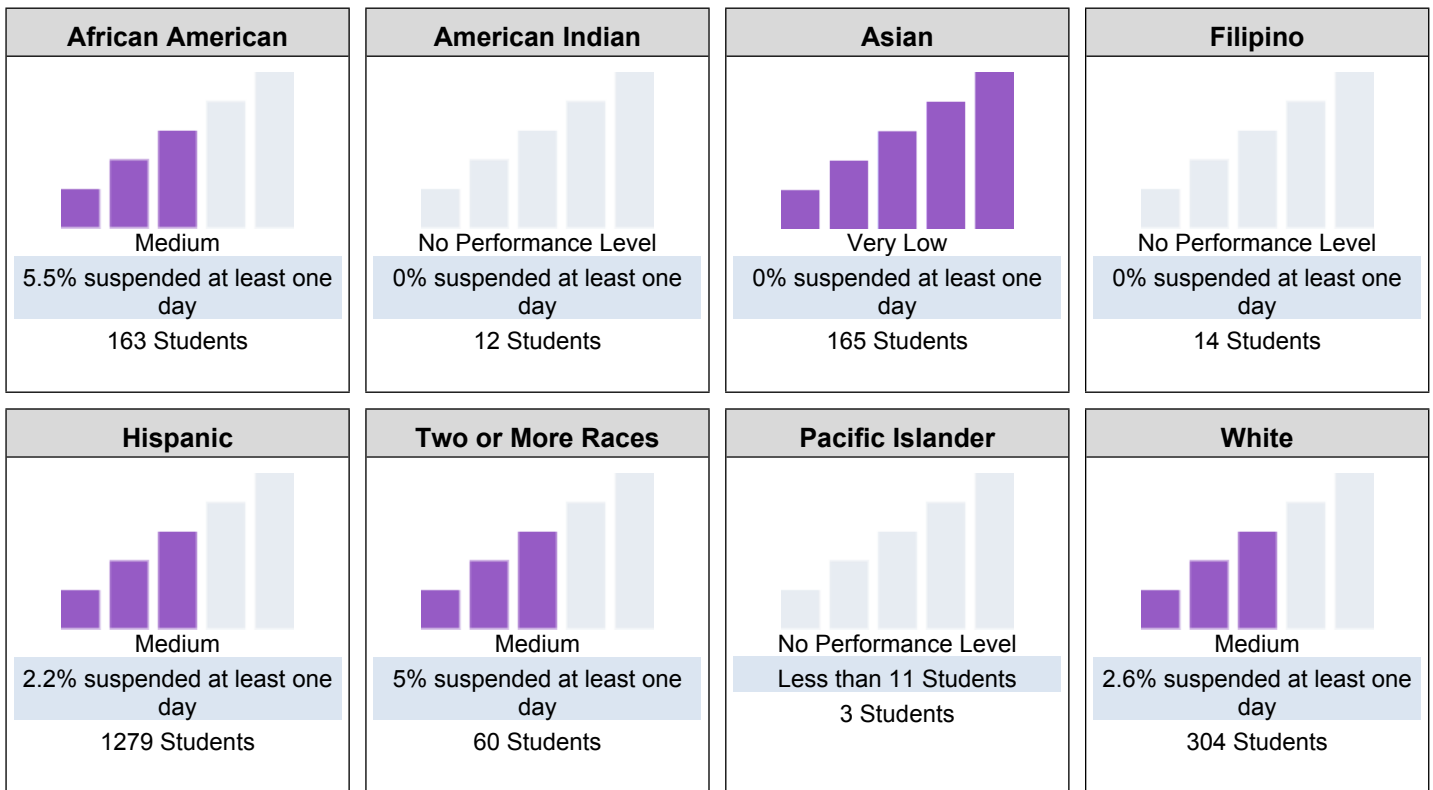 African American
Medium
5.5% suspended at least one
day
163 Students
American Indian
No Performance Level
0% suspended at least one
day
12 Students
Asian
Very Low
0% suspended at least one
day
165 Students
Filipino
No Performance Level
0% suspended at least one
day
14 Students
Hispanic
Medium
2.2% suspended at least one
day
1279 Students
Two or More Races
Medium
5% suspended at least one
day
60 Students
Pacific Islander
No Performance Level
Less than 11 Students
3 Students
White
Medium
2.6% suspended at least one
day
304 Students